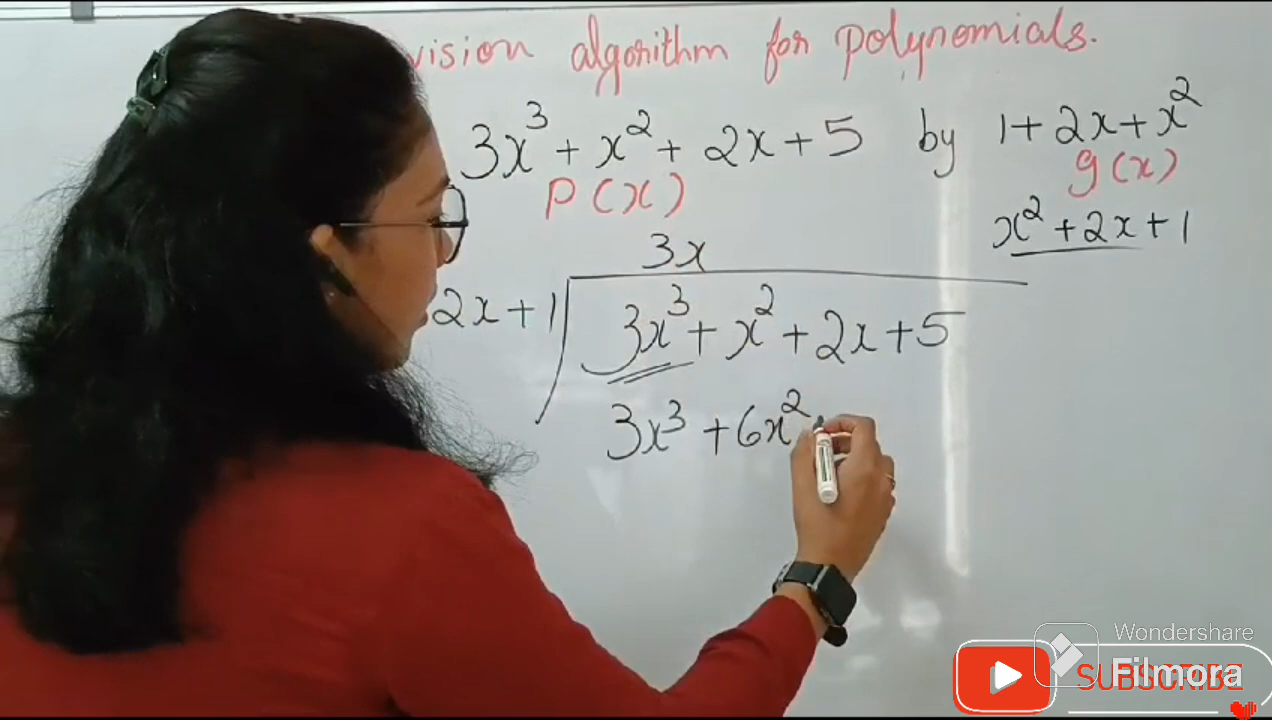 vision algorithm for polynomials.
3x³ + x² + 2x + 5 by 1 + 2x + x²
p(x) g(x)
x² + 2x + 1
3x
2x + 1 3x³ + x² + 2x + 5
3x³ + 6x²
Wondershare
Filmora
SUBSCRIBE